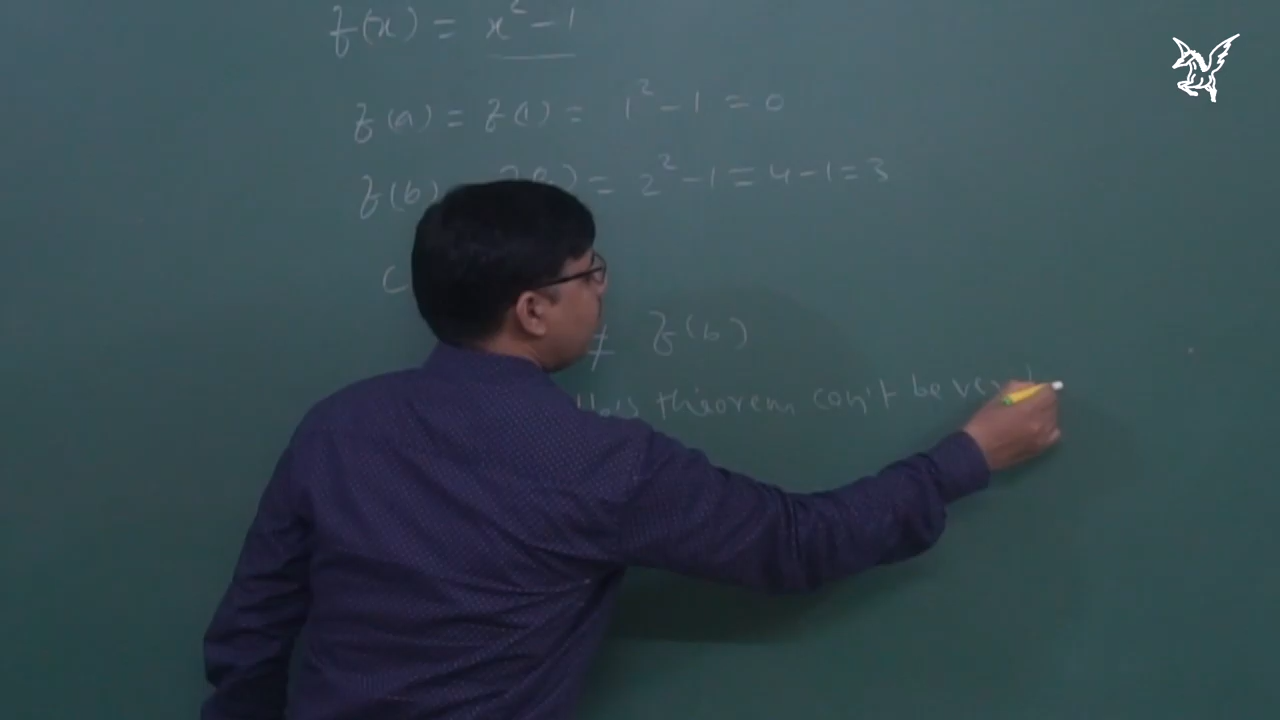 f(x) = x² - 1
f(a) = f(1) = 1² - 1 = 0
f(b) = 2² - 1 = 4 - 1 = 3
C
≠ f(b)
theorem can't be